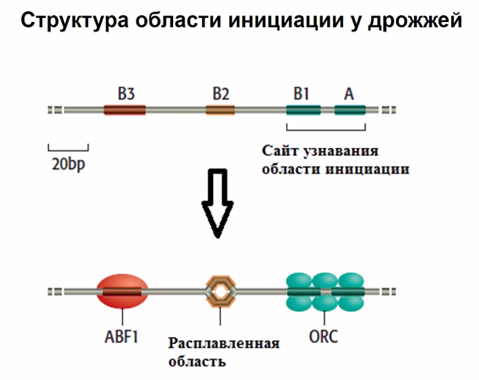 Структура области инициации у дрожжей
B3 B2 B1 A
20bp
Сайт узнавания
области инициации
ABF1
Расплавленная
область
ORC